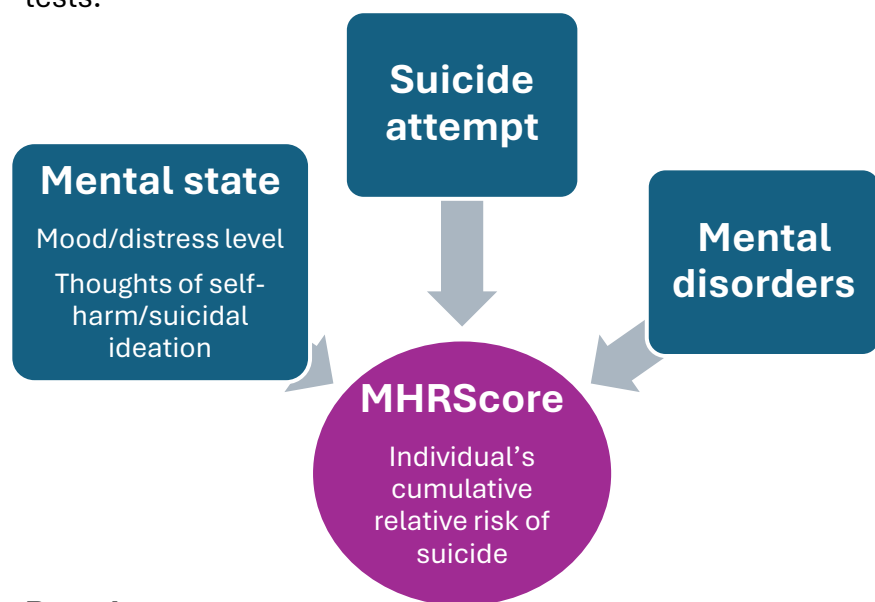 tests.
Suicide
attempt
Mental state
Mood/distress level
Thoughts of self-
harm/suicidal
ideation
Mental
disorders
MHRScore
Individual’s
cumulative
relative risk of
suicide